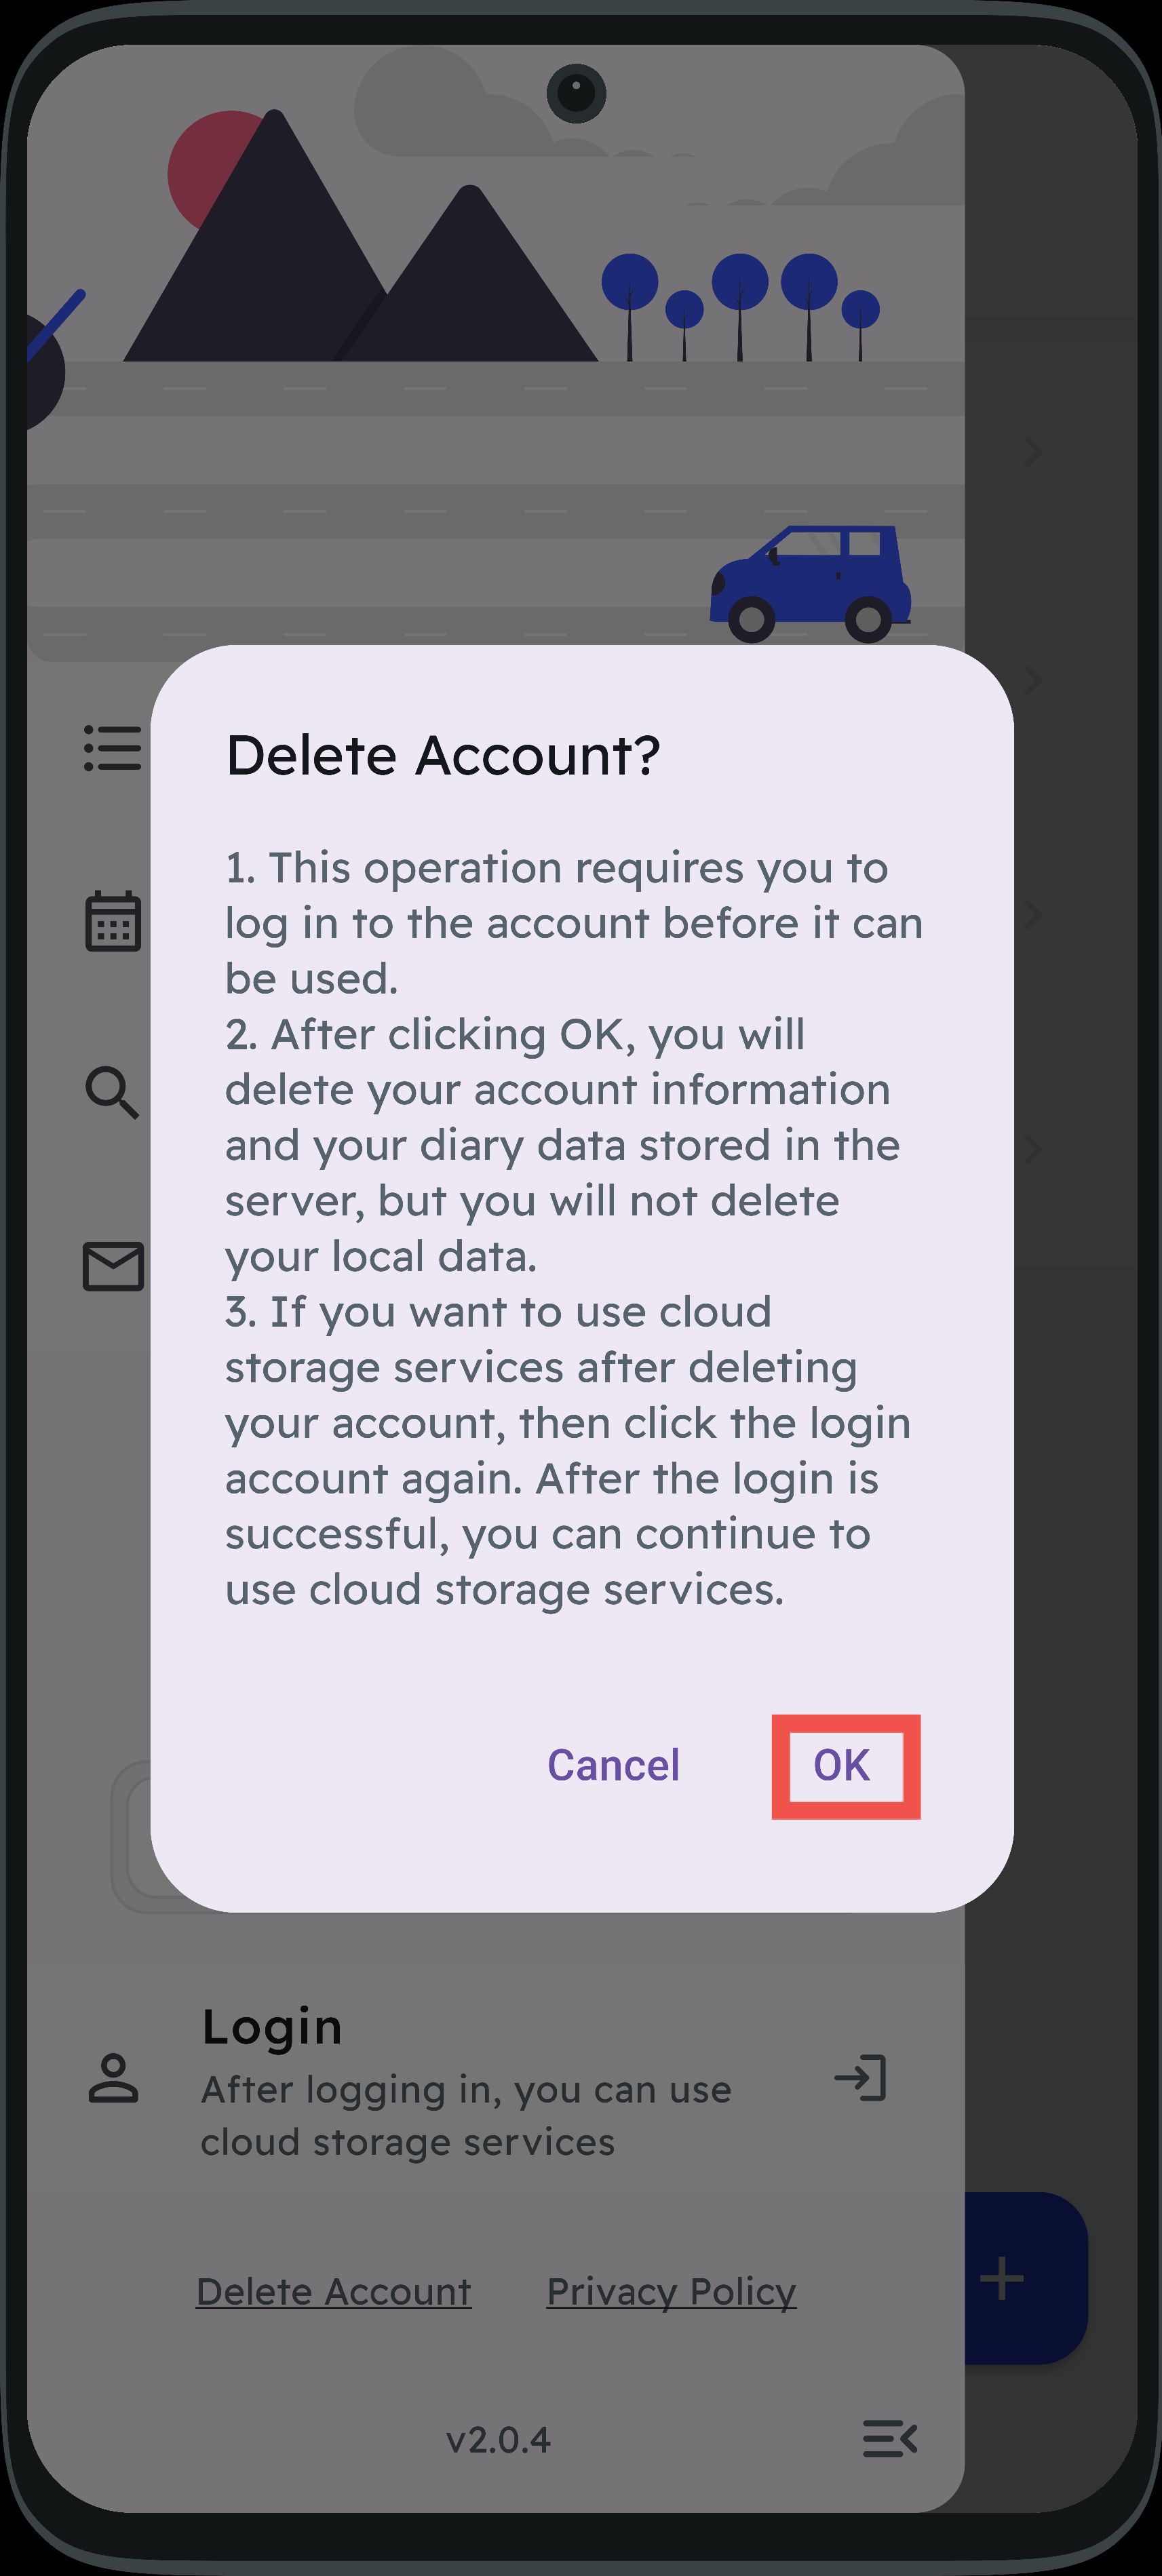 Delete Account?
1. This operation requires you to
log in to the account before it can
be used.
2. After clicking OK, you will
delete your account information
and your diary data stored in the
server, but you will not delete
your local data.
3. If you want to use cloud
storage services after deleting
your account, then click the login
account again. After the login is
successful, you can continue to
use cloud storage services.
Cancel OK
Login
After logging in, you can use
cloud storage services
Delete Account Privacy Policy
v2.0.4